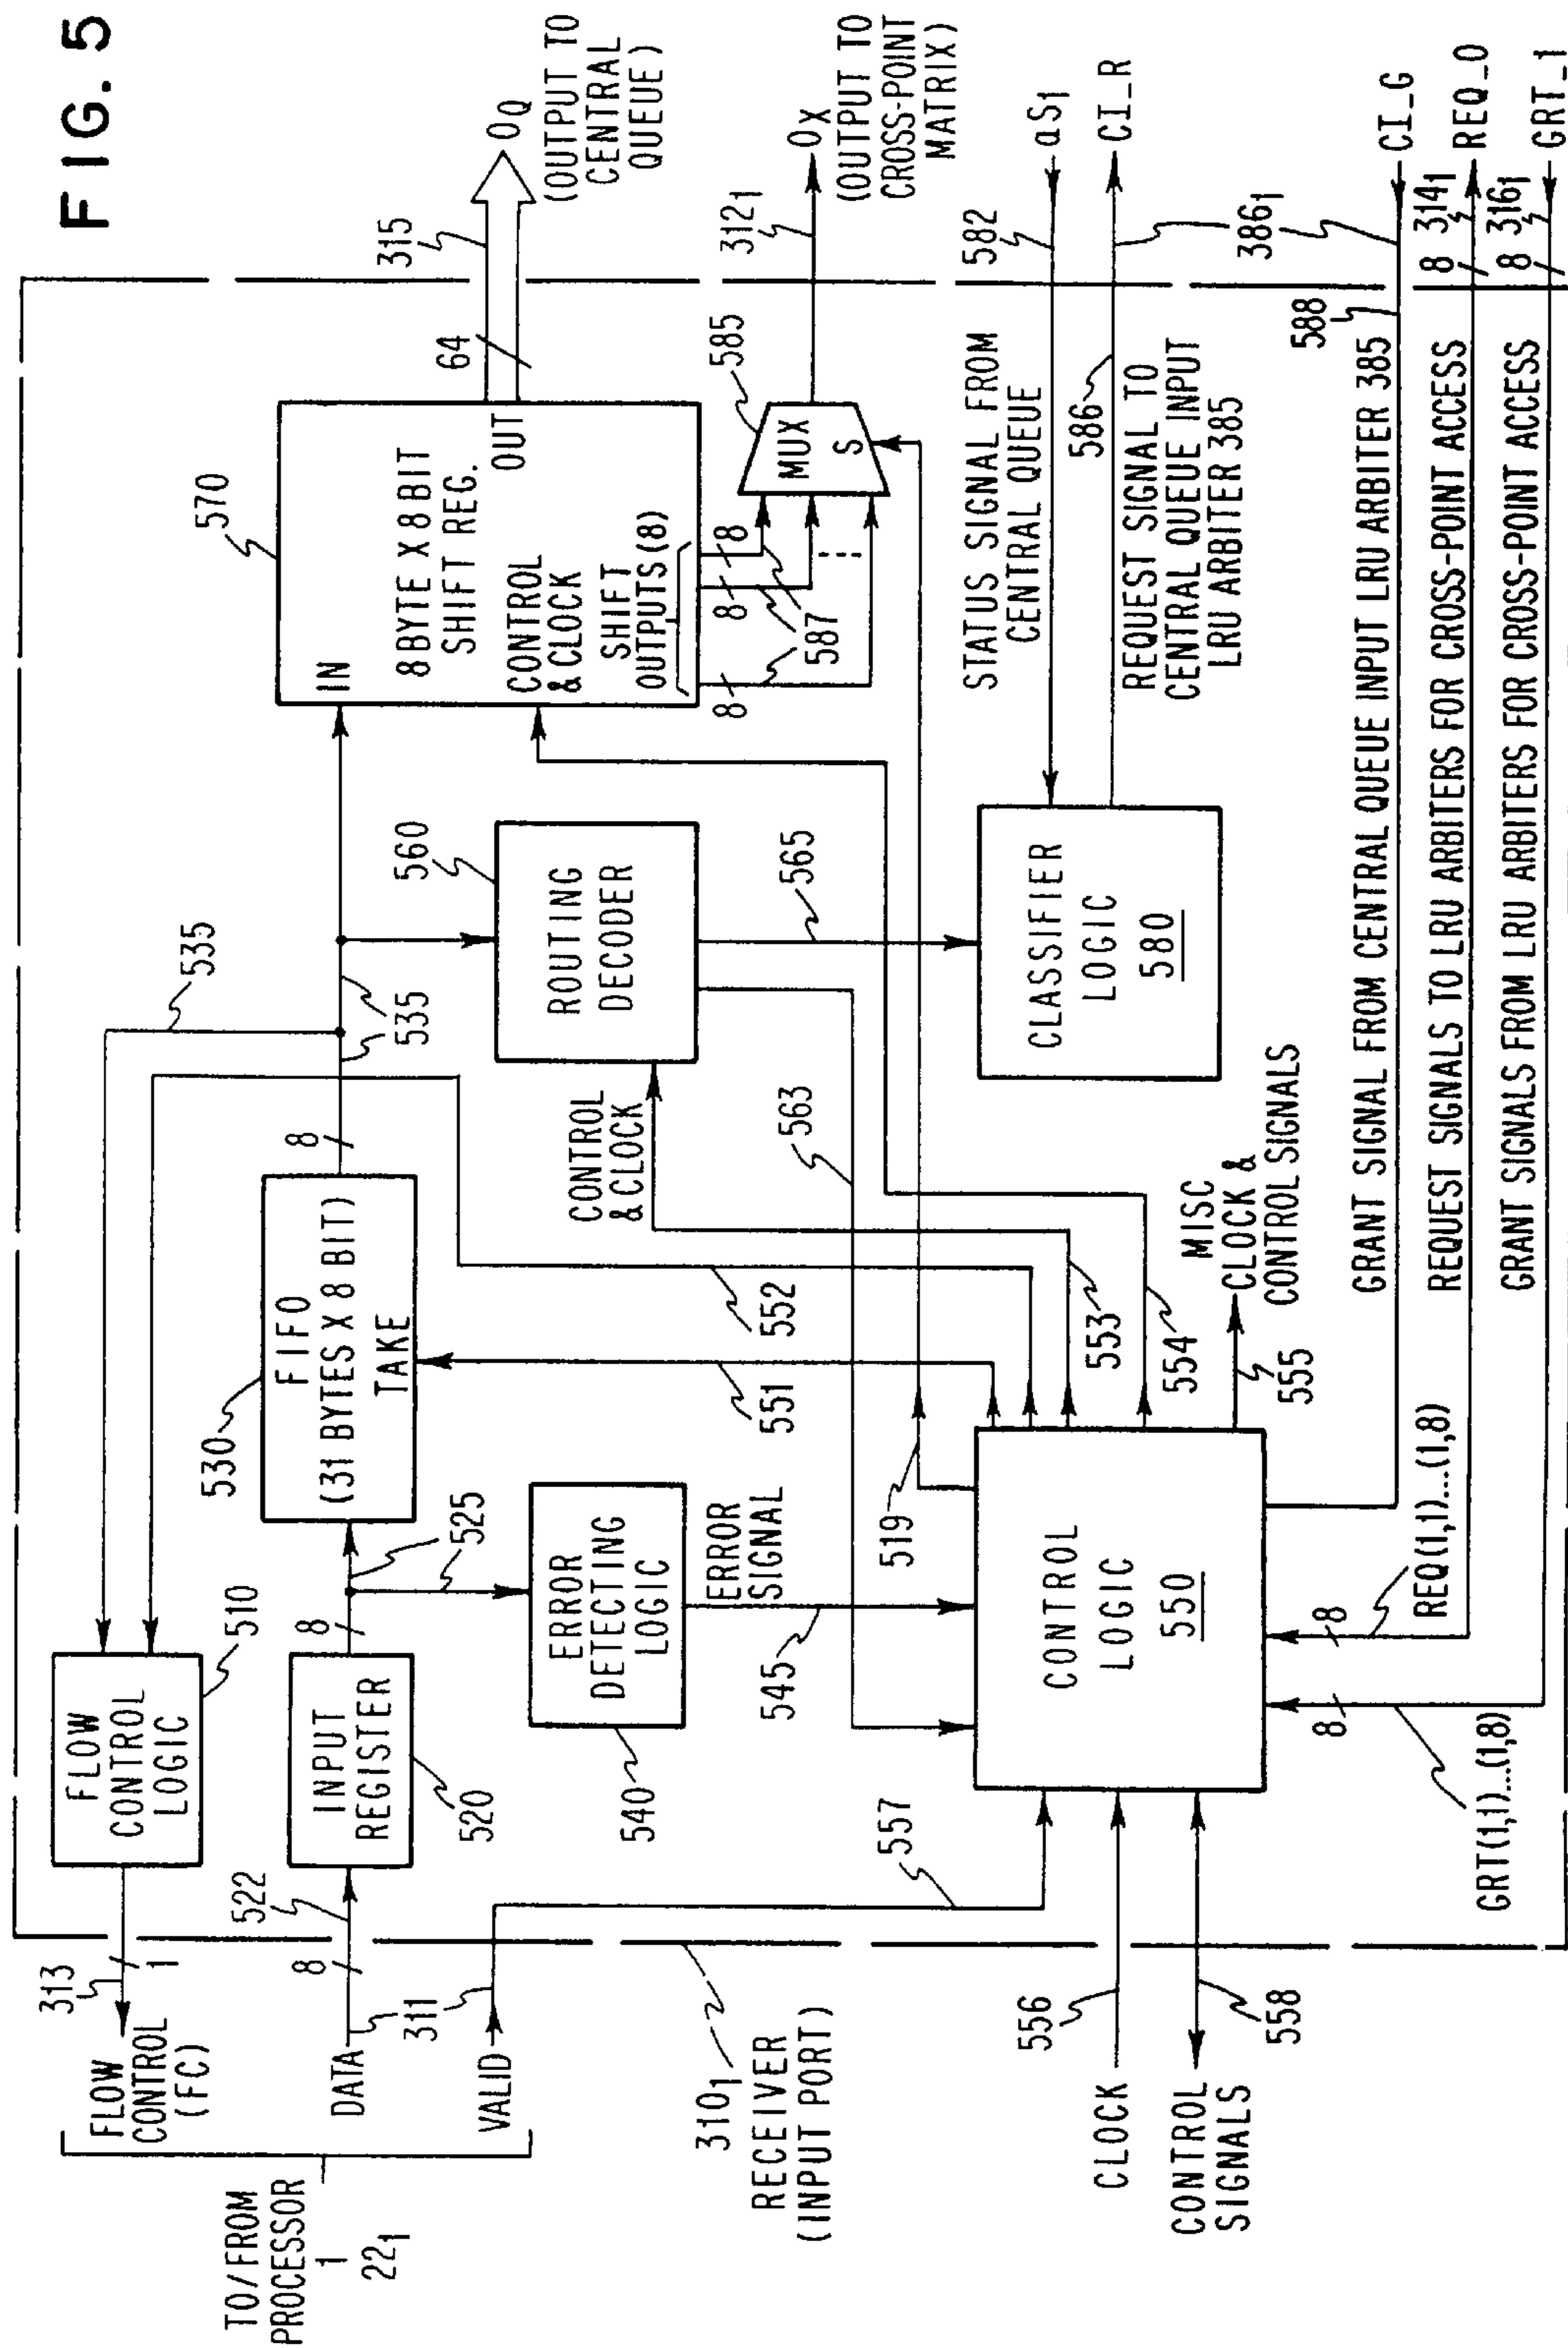 FIG. 5
TO/FROM
PROCESSOR
1
22₁
FLOW
CONTROL
(FC)
313
1
DATA
311
8
522
VALID
FLOW
CONTROL
LOGIC
510
INPUT
REGISTER
520
8
525
530
FIFO
(31 BYTES X 8 BIT)
TAKE
8
535
535
570
IN
8 BYTE X 8 BIT
SHIFT REG.
OUT
CONTROL
& CLOCK
SHIFT
OUTPUTS (8)
64
315
O_Q
(OUTPUT TO
CENTRAL
QUEUE)
8
8
8
587
MUX
S
585
312₁
O_X
(OUTPUT TO
CROSS-POINT
MATRIX)
ERROR
DETECTING
LOGIC
540
ERROR
SIGNAL
545
551
552
CONTROL
& CLOCK
560
ROUTING
DECODER
563
565
553
554
519
557
310₁
RECEIVER
(INPUT PORT)
CONTROL
LOGIC
550
555
MISC
CLOCK &
CONTROL SIGNALS
CLASSIFIER
LOGIC
580
STATUS SIGNAL FROM
CENTRAL QUEUE
582
aS₁
586
REQUEST SIGNAL TO
CENTRAL QUEUE INPUT
LRU ARBITER 385
CI_R
386₁
CLOCK
556
CONTROL
SIGNALS
558
GRANT SIGNAL FROM CENTRAL QUEUE INPUT LRU ARBITER 385
588
CI_G
8
REQ(1,1)...(1,8)
REQUEST SIGNALS TO LRU ARBITERS FOR CROSS-POINT ACCESS
8
314₁
REQ_O
8
GRT(1,1)...(1,8)
GRANT SIGNALS FROM LRU ARBITERS FOR CROSS-POINT ACCESS
8
316₁
GRT_1